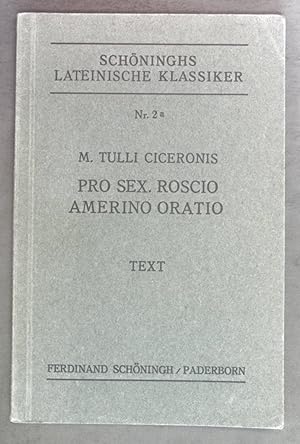 SCHÖNINGHS
LATEINISCHE KLASSIKER
Nr. 2a
M. TULLI CICERONIS
PRO SEX. ROSCIO
AMERINO ORATIO
TEXT
FERDINAND SCHÖNINGH / PADERBORN